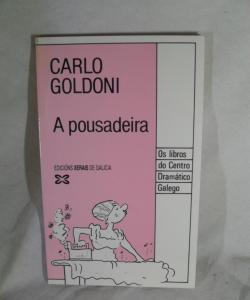 CARLO
GOLDONI
A pousadeira
EDICIÓNS XERAIS DE GALICIA
Os libros
do Centro
Dramático
Galego